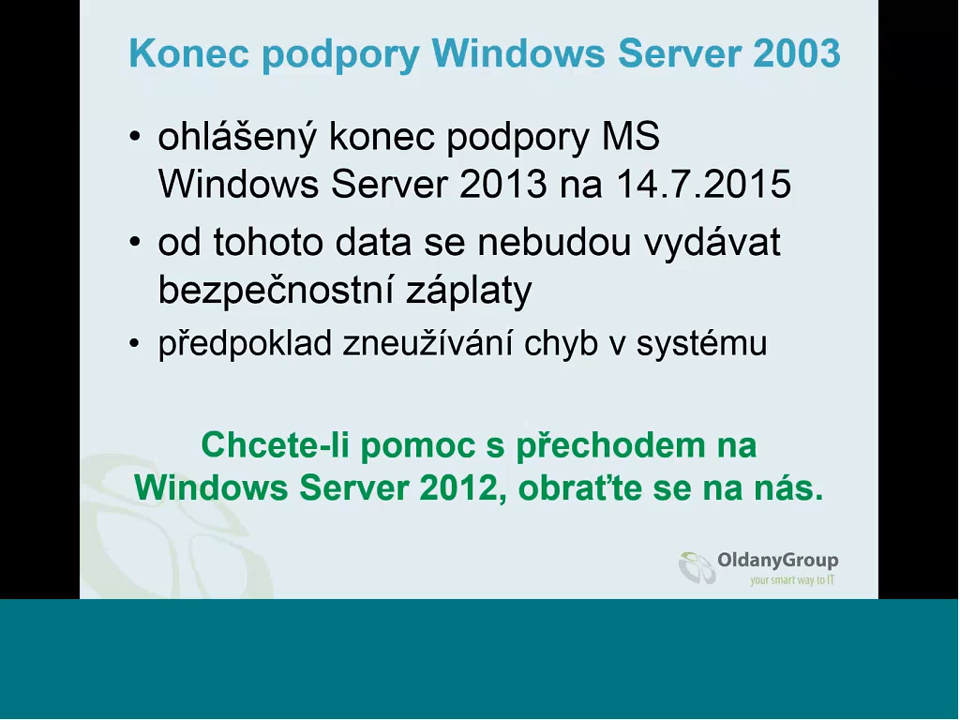 Konec podpory Windows Server 2003
• ohlášený konec podpory MS
Windows Server 2013 na 14.7.2015
• od tohoto data se nebudou vydávat
bezpečnostní záplaty
• předpoklad zneužívání chyb v systému
Chcete-li pomoc s přechodem na
Windows Server 2012, obraťte se na nás.
OldanyGroup
your smart way to IT